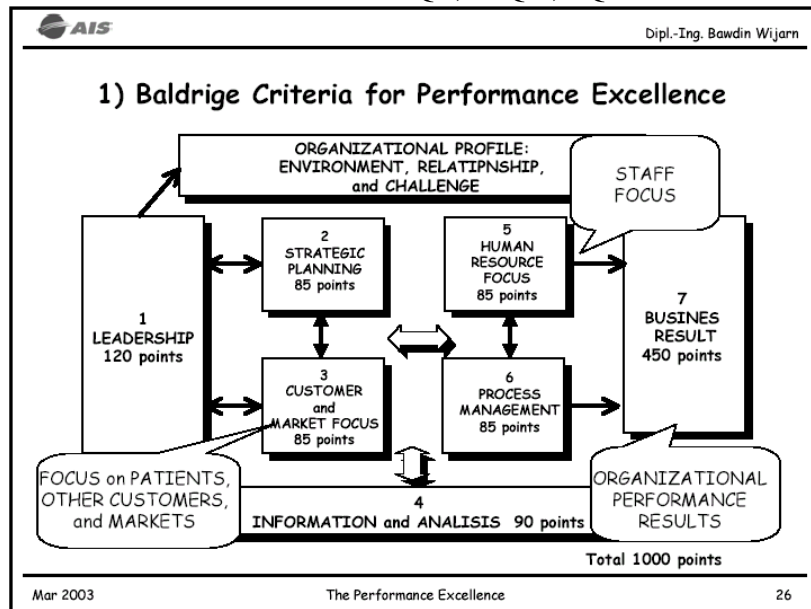 AIS
Dipl.-Ing. Bawdin Wijarn
1) Baldrige Criteria for Performance Excellence
ORGANIZATIONAL PROFILE:
ENVIRONMENT, RELATIPNSHIP,
and CHALLENGE
STAFF
FOCUS
1
LEADERSHIP
120 points
2
STRATEGIC
PLANNING
85 points
5
HUMAN
RESOURCE
FOCUS
85 points
7
BUSINES
RESULT
450 points
3
CUSTOMER
and
MARKET FOCUS
85 points
6
PROCESS
MANAGEMENT
85 points
FOCUS on PATIENTS,
OTHER CUSTOMERS,
and MARKETS
ORGANIZATIONAL
PERFORMANCE
RESULTS
4
INFORMATION and ANALISIS 90 points
Total 1000 points
Mar 2003
The Performance Excellence
26